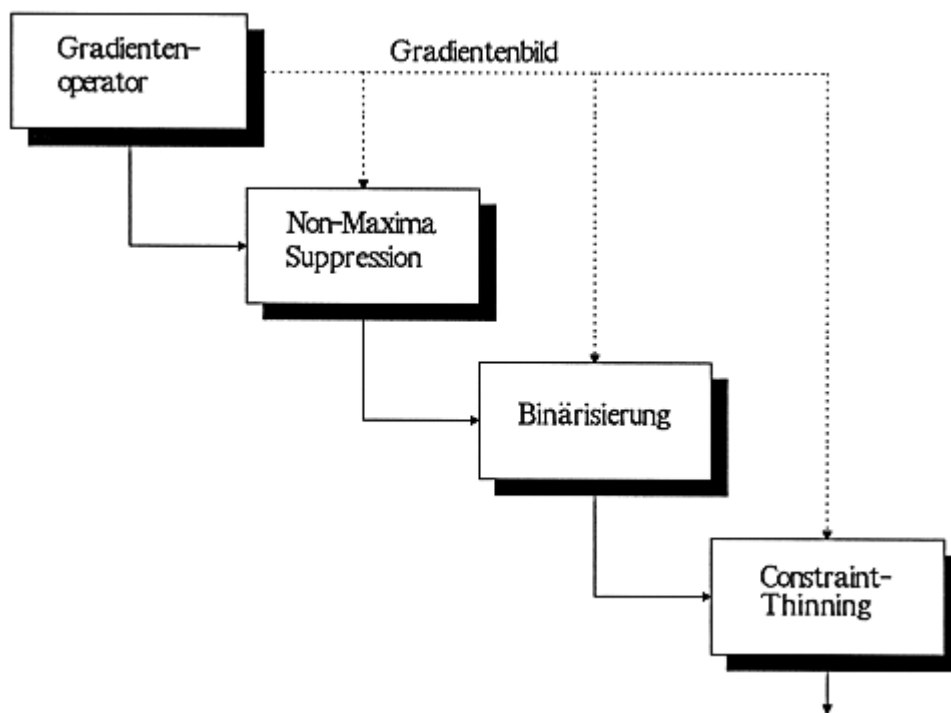 Gradienten-
operator
Gradientenbild
Non-Maxima
Suppression
Binärisierung
Constraint-
Thinning